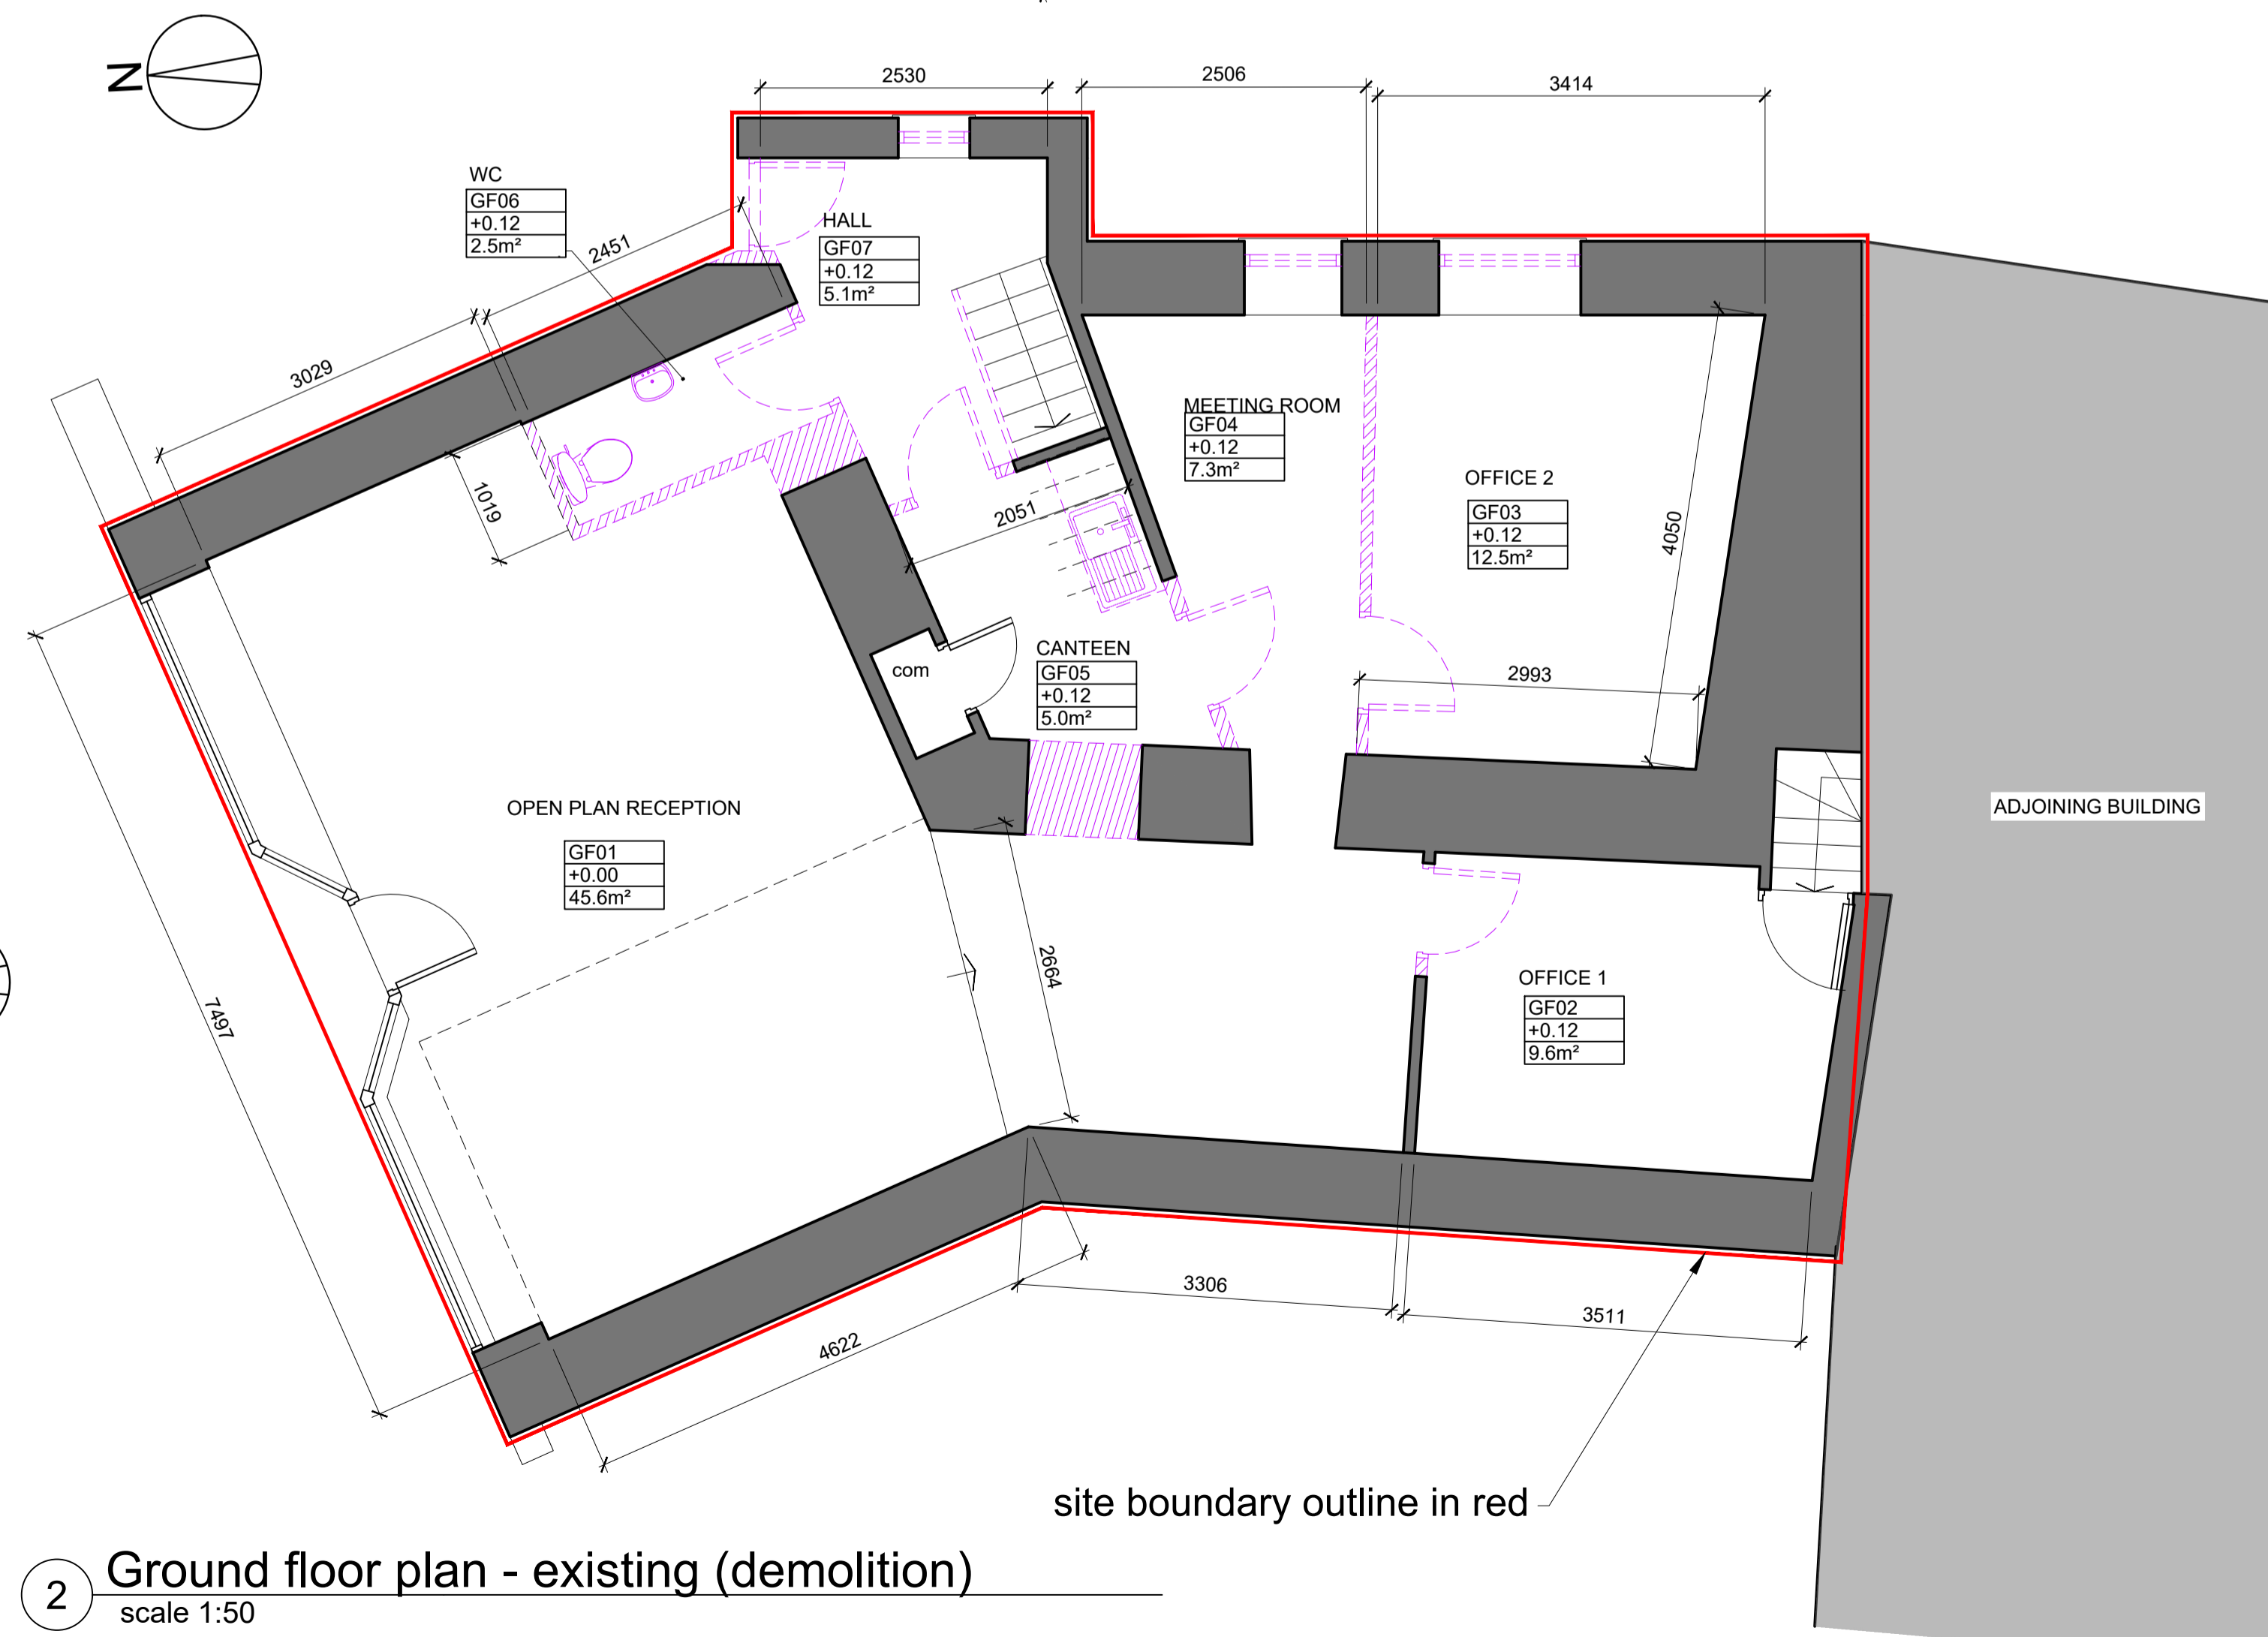 N
2530
2506
3414
WC
GF06
+0.12
2.5m²
2451
HALL
GF07
+0.12
5.1m²
3029
1019
2051
MEETING ROOM
GF04
+0.12
7.3m²
OFFICE 2
GF03
+0.12
12.5m²
4050
2993
com
CANTEEN
GF05
+0.12
5.0m²
OPEN PLAN RECEPTION
GF01
+0.00
45.6m²
ADJOINING BUILDING
2664
OFFICE 1
GF02
+0.12
9.6m²
7497
4622
3306
3511
site boundary outline in red
2
Ground floor plan - existing (demolition)
scale 1:50